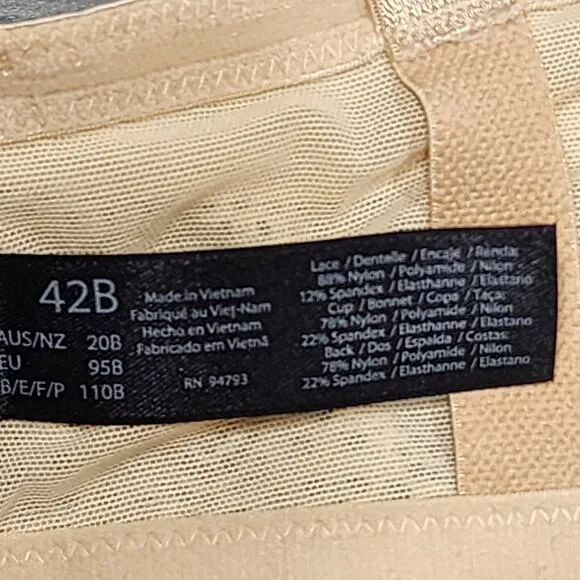 42B
AUS/NZ 20B
EU 95B
B/E/F/P 110B
Made in Vietnam
Fabriqué au Viet-Nam
Hecho en Vietnam
Fabricado em Vietnã
RN 94793
Lace / Dentelle / Encaje / Renda:
88% Nylon / Polyamide / Nilon
12% Spandex / Elasthanne / Elastano
Cup / Bonnet / Copa / Taça:
78% Nylon / Polyamide / Nilon
22% Spandex / Elasthanne / Elastano
Back / Dos / Espalda / Costas:
78% Nylon / Polyamide / Nilon
22% Spandex / Elasthanne / Elastano